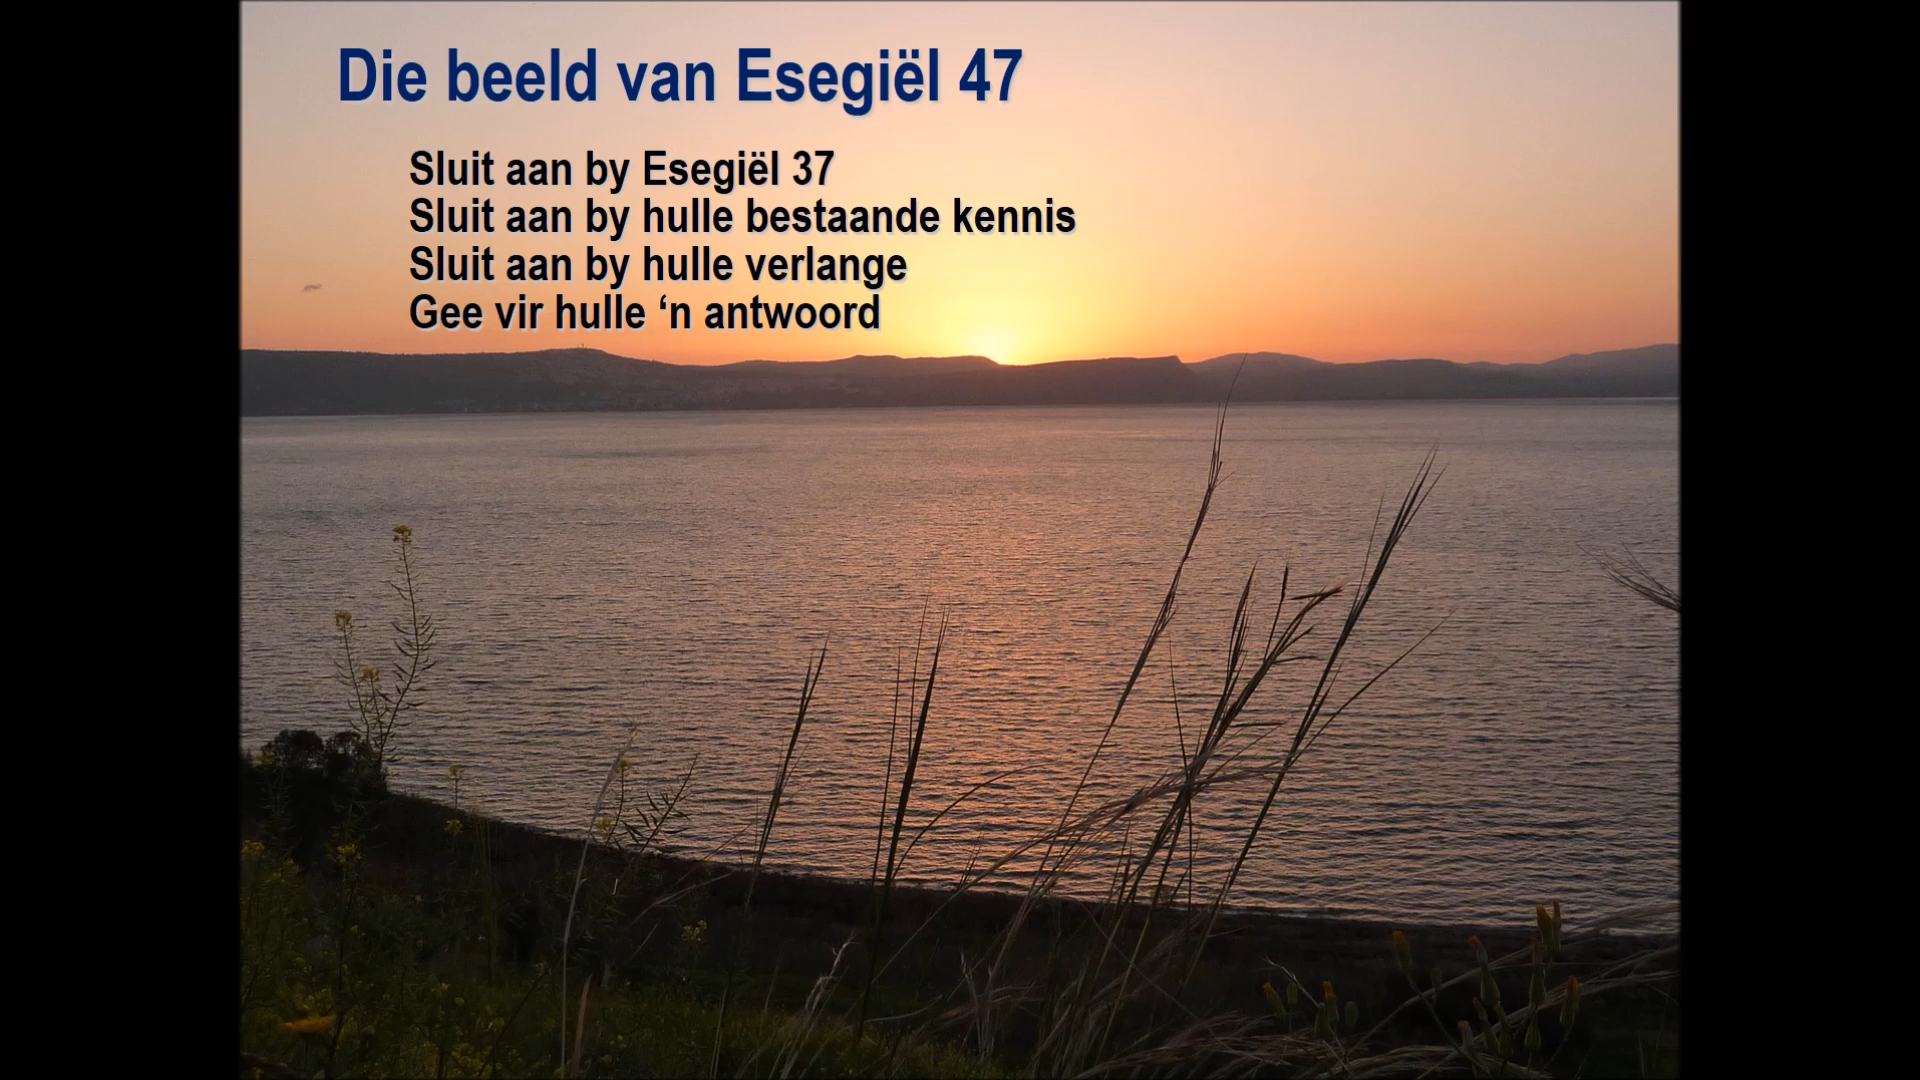 Die beeld van Esegiël 47
Sluit aan by Esegiël 37
Sluit aan by hulle bestaande kennis
Sluit aan by hulle verlange
Gee vir hulle ‘n antwoord